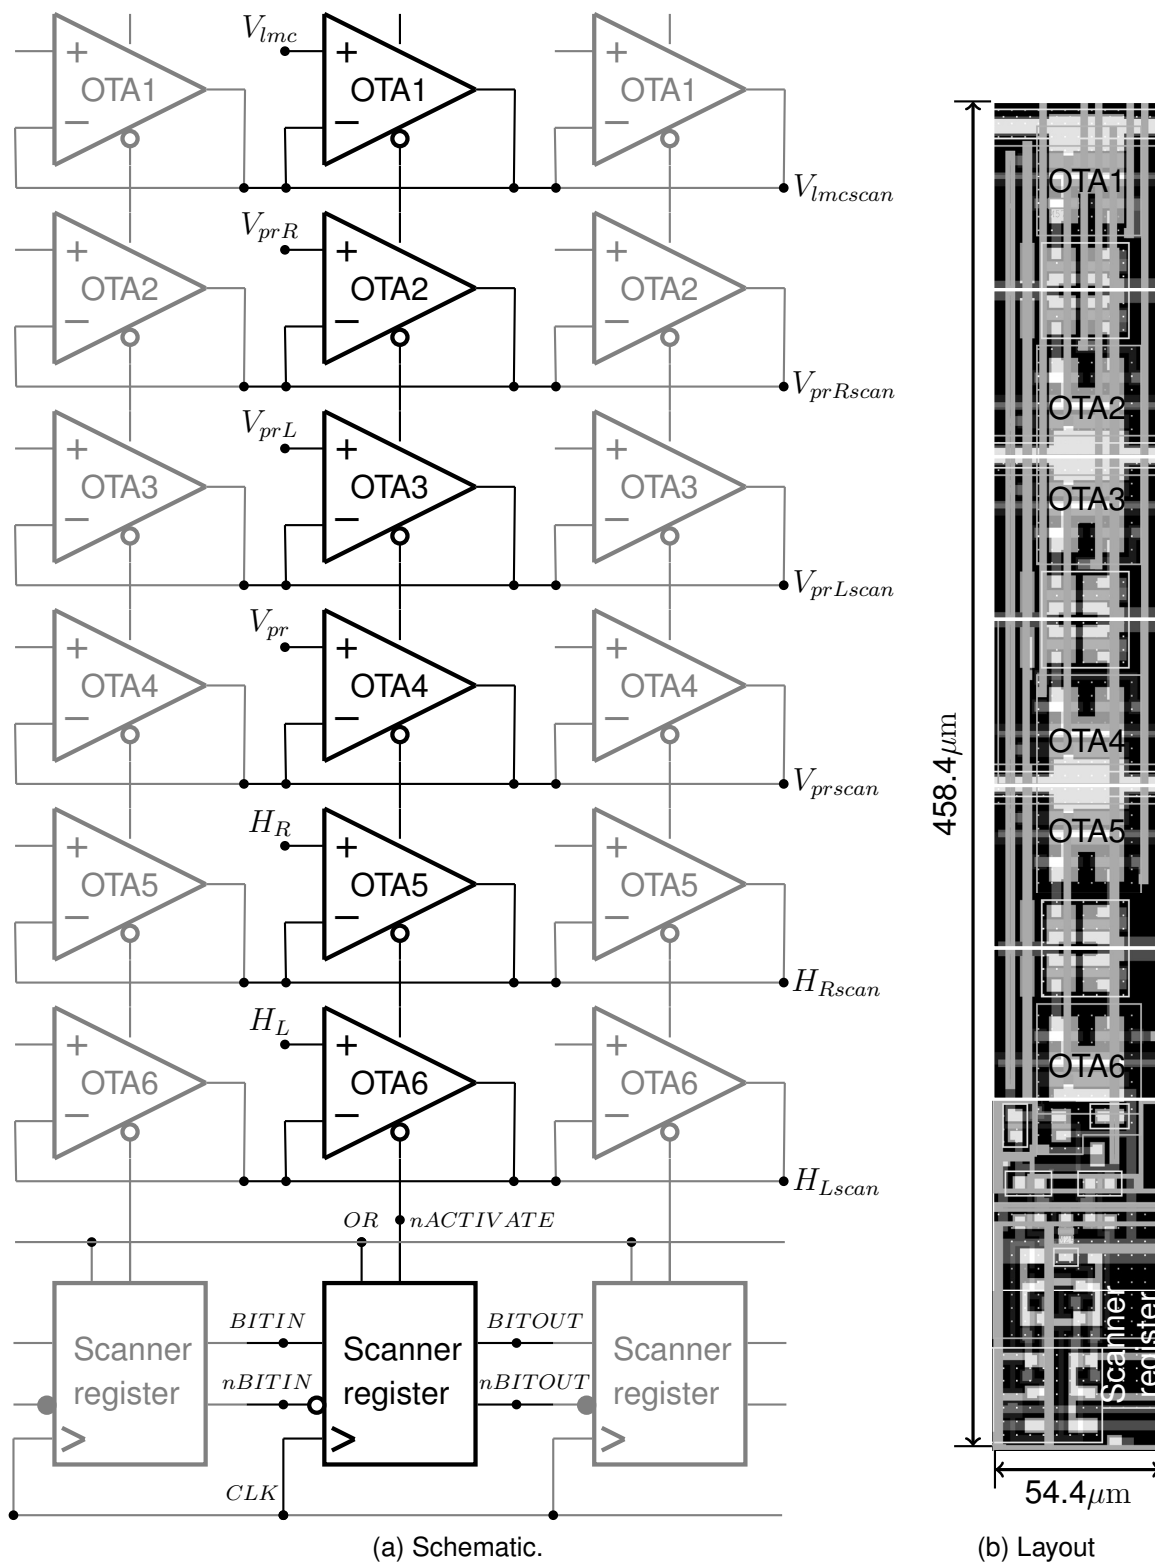 V_lmc
+ + +
OTA1 OTA1 OTA1
− − −
V_lmcscan
V_prR
+ + +
OTA2 OTA2 OTA2
− − −
V_prRscan
V_prL
+ + +
OTA3 OTA3 OTA3
− − −
V_prLscan
V_pr
+ + +
OTA4 OTA4 OTA4
− − −
V_prscan
H_R
+ + +
OTA5 OTA5 OTA5
− − −
H_Rscan
H_L
+ + +
OTA6 OTA6 OTA6
− − −
H_Lscan
OR nACTIVATE
BITIN BITOUT
Scanner Scanner Scanner
register register register
nBITIN nBITOUT
CLK
(a) Schematic.
OTA1
OTA2
OTA3
OTA4
OTA5
OTA6
Scanner
register
458.4μm
54.4μm
(b) Layout